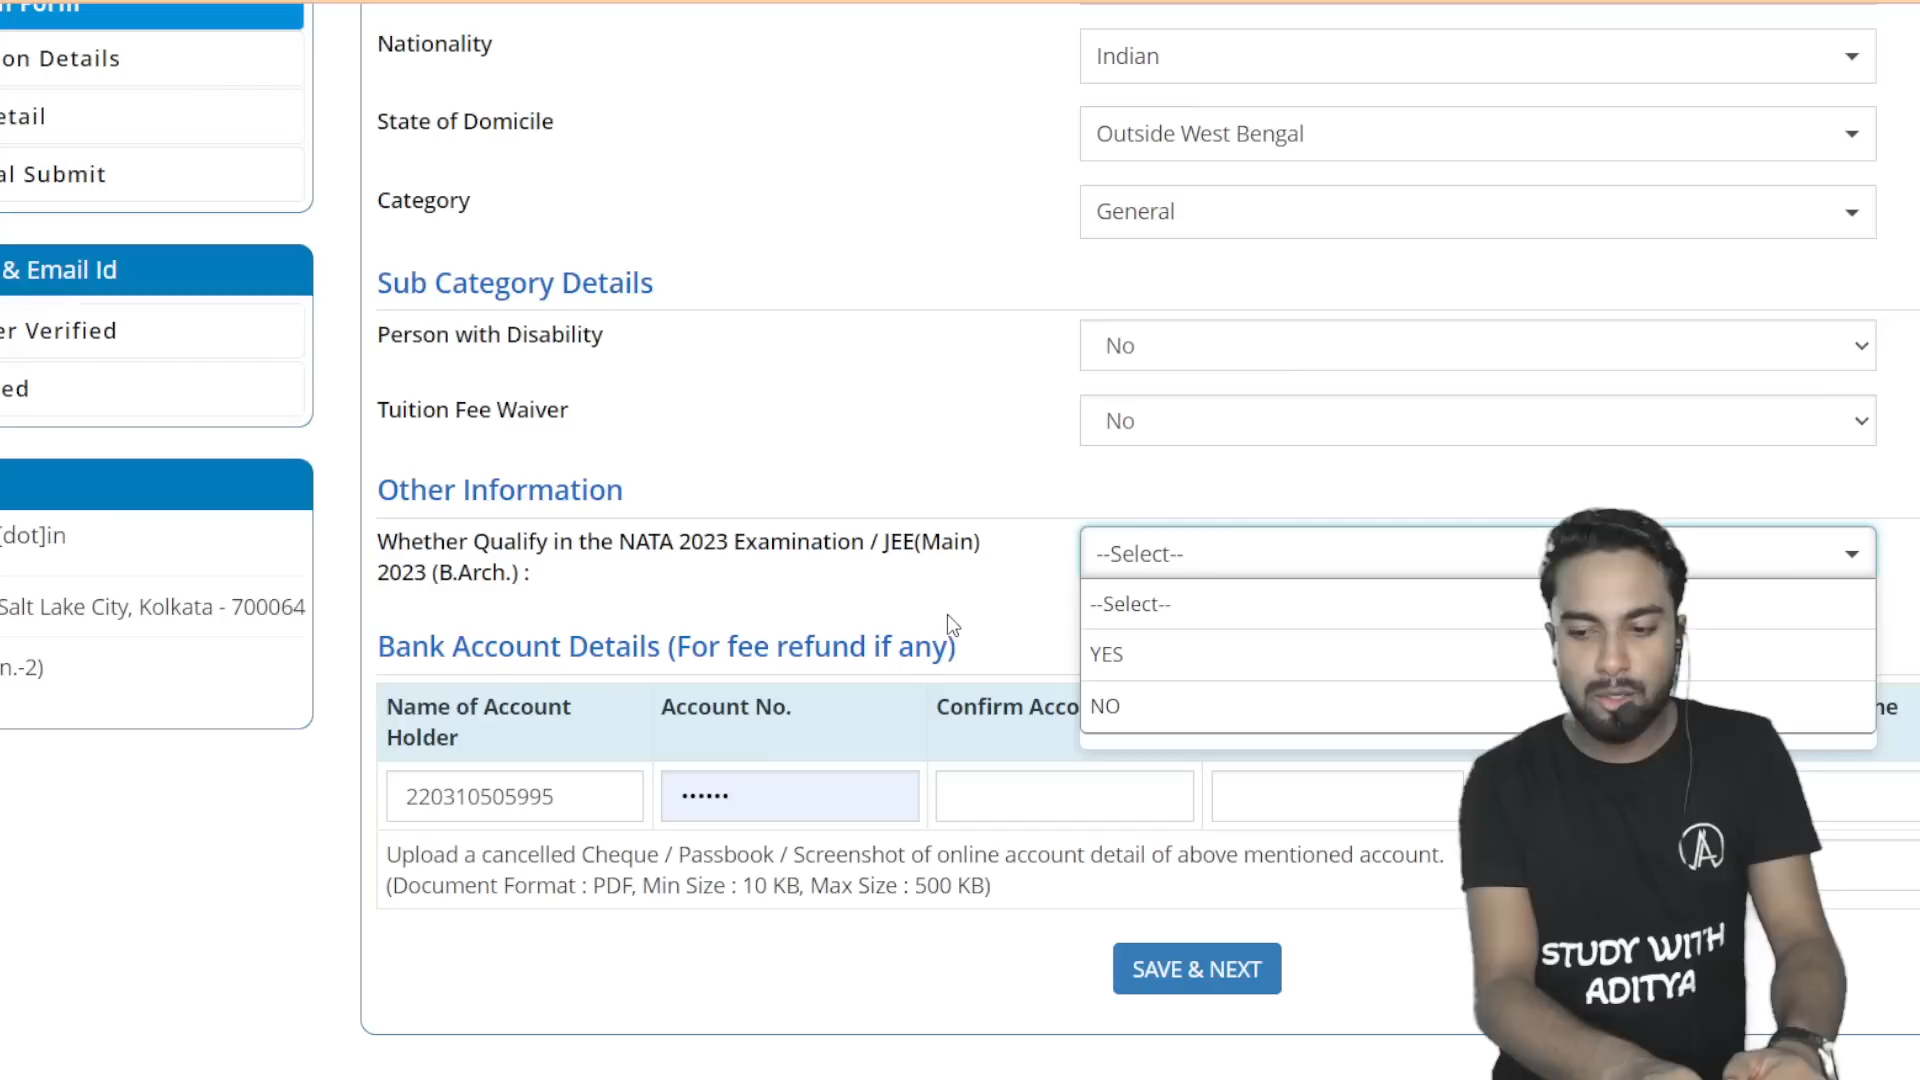 n Form
on Details
etail
al Submit
& Email Id
er Verified
ed
[dot]in
Salt Lake City, Kolkata - 700064
n.-2)
Nationality
Indian
State of Domicile
Outside West Bengal
Category
General
Sub Category Details
Person with Disability
No
Tuition Fee Waiver
No
Other Information
Whether Qualify in the NATA 2023 Examination / JEE(Main)
2023 (B.Arch.) :
--Select--
--Select--
YES
NO
Bank Account Details (For fee refund if any)
Name of Account
Holder
Account No.
Confirm Acco
ne
220310505995
••••••
Upload a cancelled Cheque / Passbook / Screenshot of online account detail of above mentioned account.
(Document Format : PDF, Min Size : 10 KB, Max Size : 500 KB)
SAVE & NEXT
STUDY WITH
ADITYA